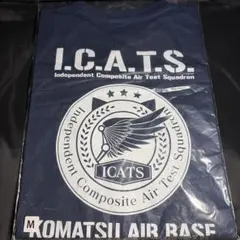 I.C.A.T.S.
Independent Composite Air Test Squadron
Independent Composite Air Test Squadron
ICATS
M
KOMATSU AIR BASE